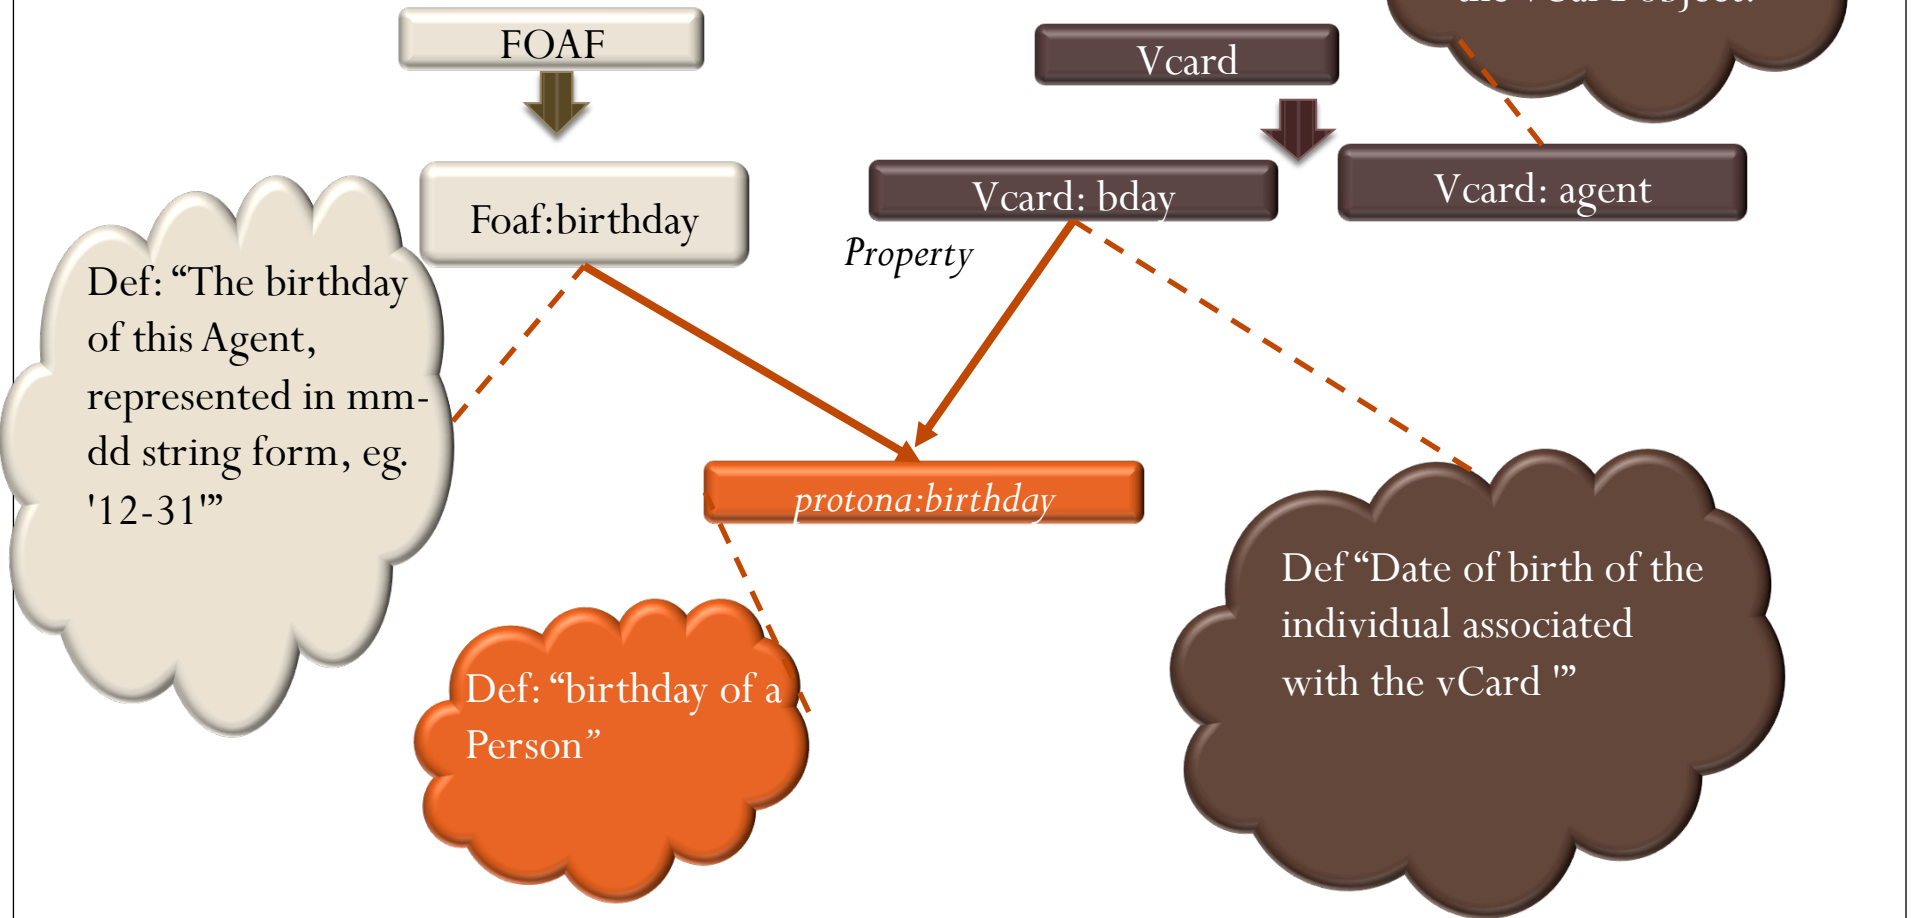 FOAF
Vcard
Foaf:birthday
Vcard: bday
Vcard: agent
Property
Def: “The birthday
of this Agent,
represented in mm-
dd string form, eg.
'12-31'”
protona:birthday
Def: “birthday of a
Person”
Def “Date of birth of the
individual associated
with the vCard '”